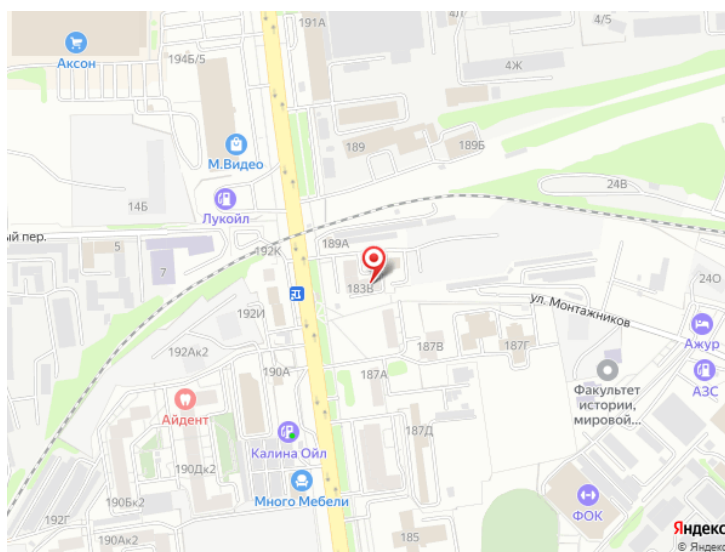 191А
4/Л
4/5
Аксон
194Б/5
4Ж
189
189Б
М.Видео
24В
14Б
Лукойл
ый пер.
5
192К
189А
7
183В
24О
ул. Монтажников
192И
Ажур
192Ак2
187В
187Г
190А
187А
Факультет
истории,
мировой...
АЗС
Айдент
187Д
Калина Ойл
190Дк2
Много Мебели
190Бк2
ФОК
192Г
185
Яндекс
© Яндекс